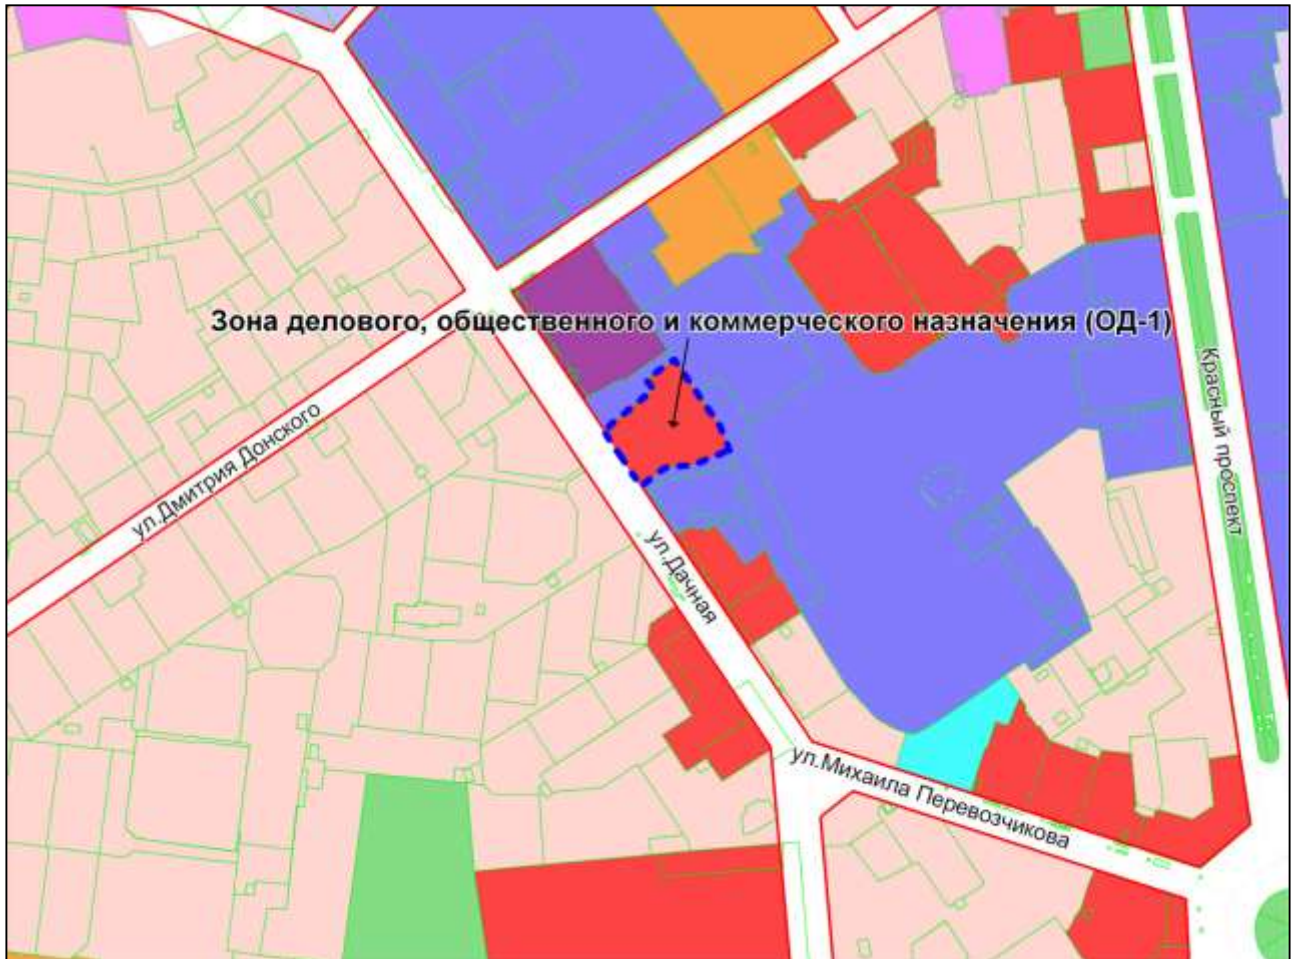 Зона делового, общественного и коммерческого назначения (ОД-1)
Красный проспект
ул.Дмитрия Донского
ул.Дачная
ул.Михаила Перевозчикова